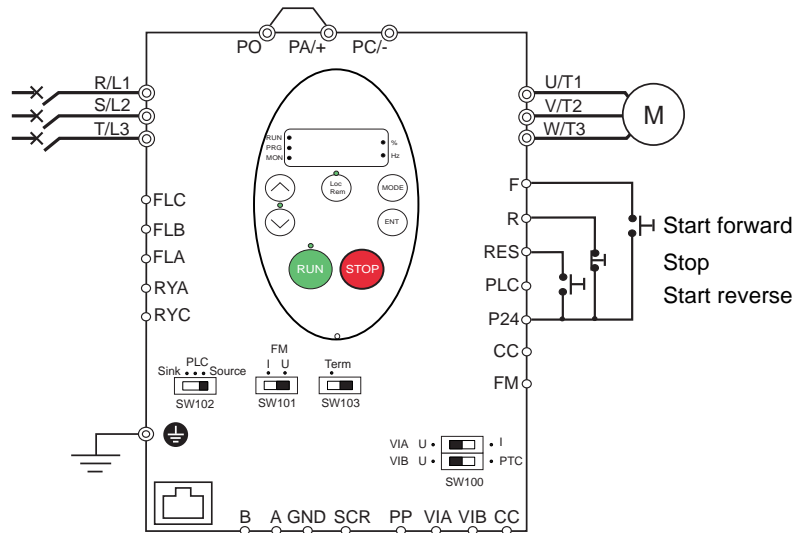 PO PA/+ PC/-
R/L1
S/L2
T/L3
U/T1
V/T2
W/T3
M
RUN
PRG
MON
%
Hz
Loc
Rem
MODE
ENT
RUN
STOP
FLC
FLB
FLA
RYA
RYC
F
R
RES
PLC
P24
CC
FM
Start forward
Stop
Start reverse
PLC
Sink Source
SW102
FM
I U
SW101
Term
SW103
VIA U I
VIB U PTC
SW100
B A GND SCR PP VIA VIB CC